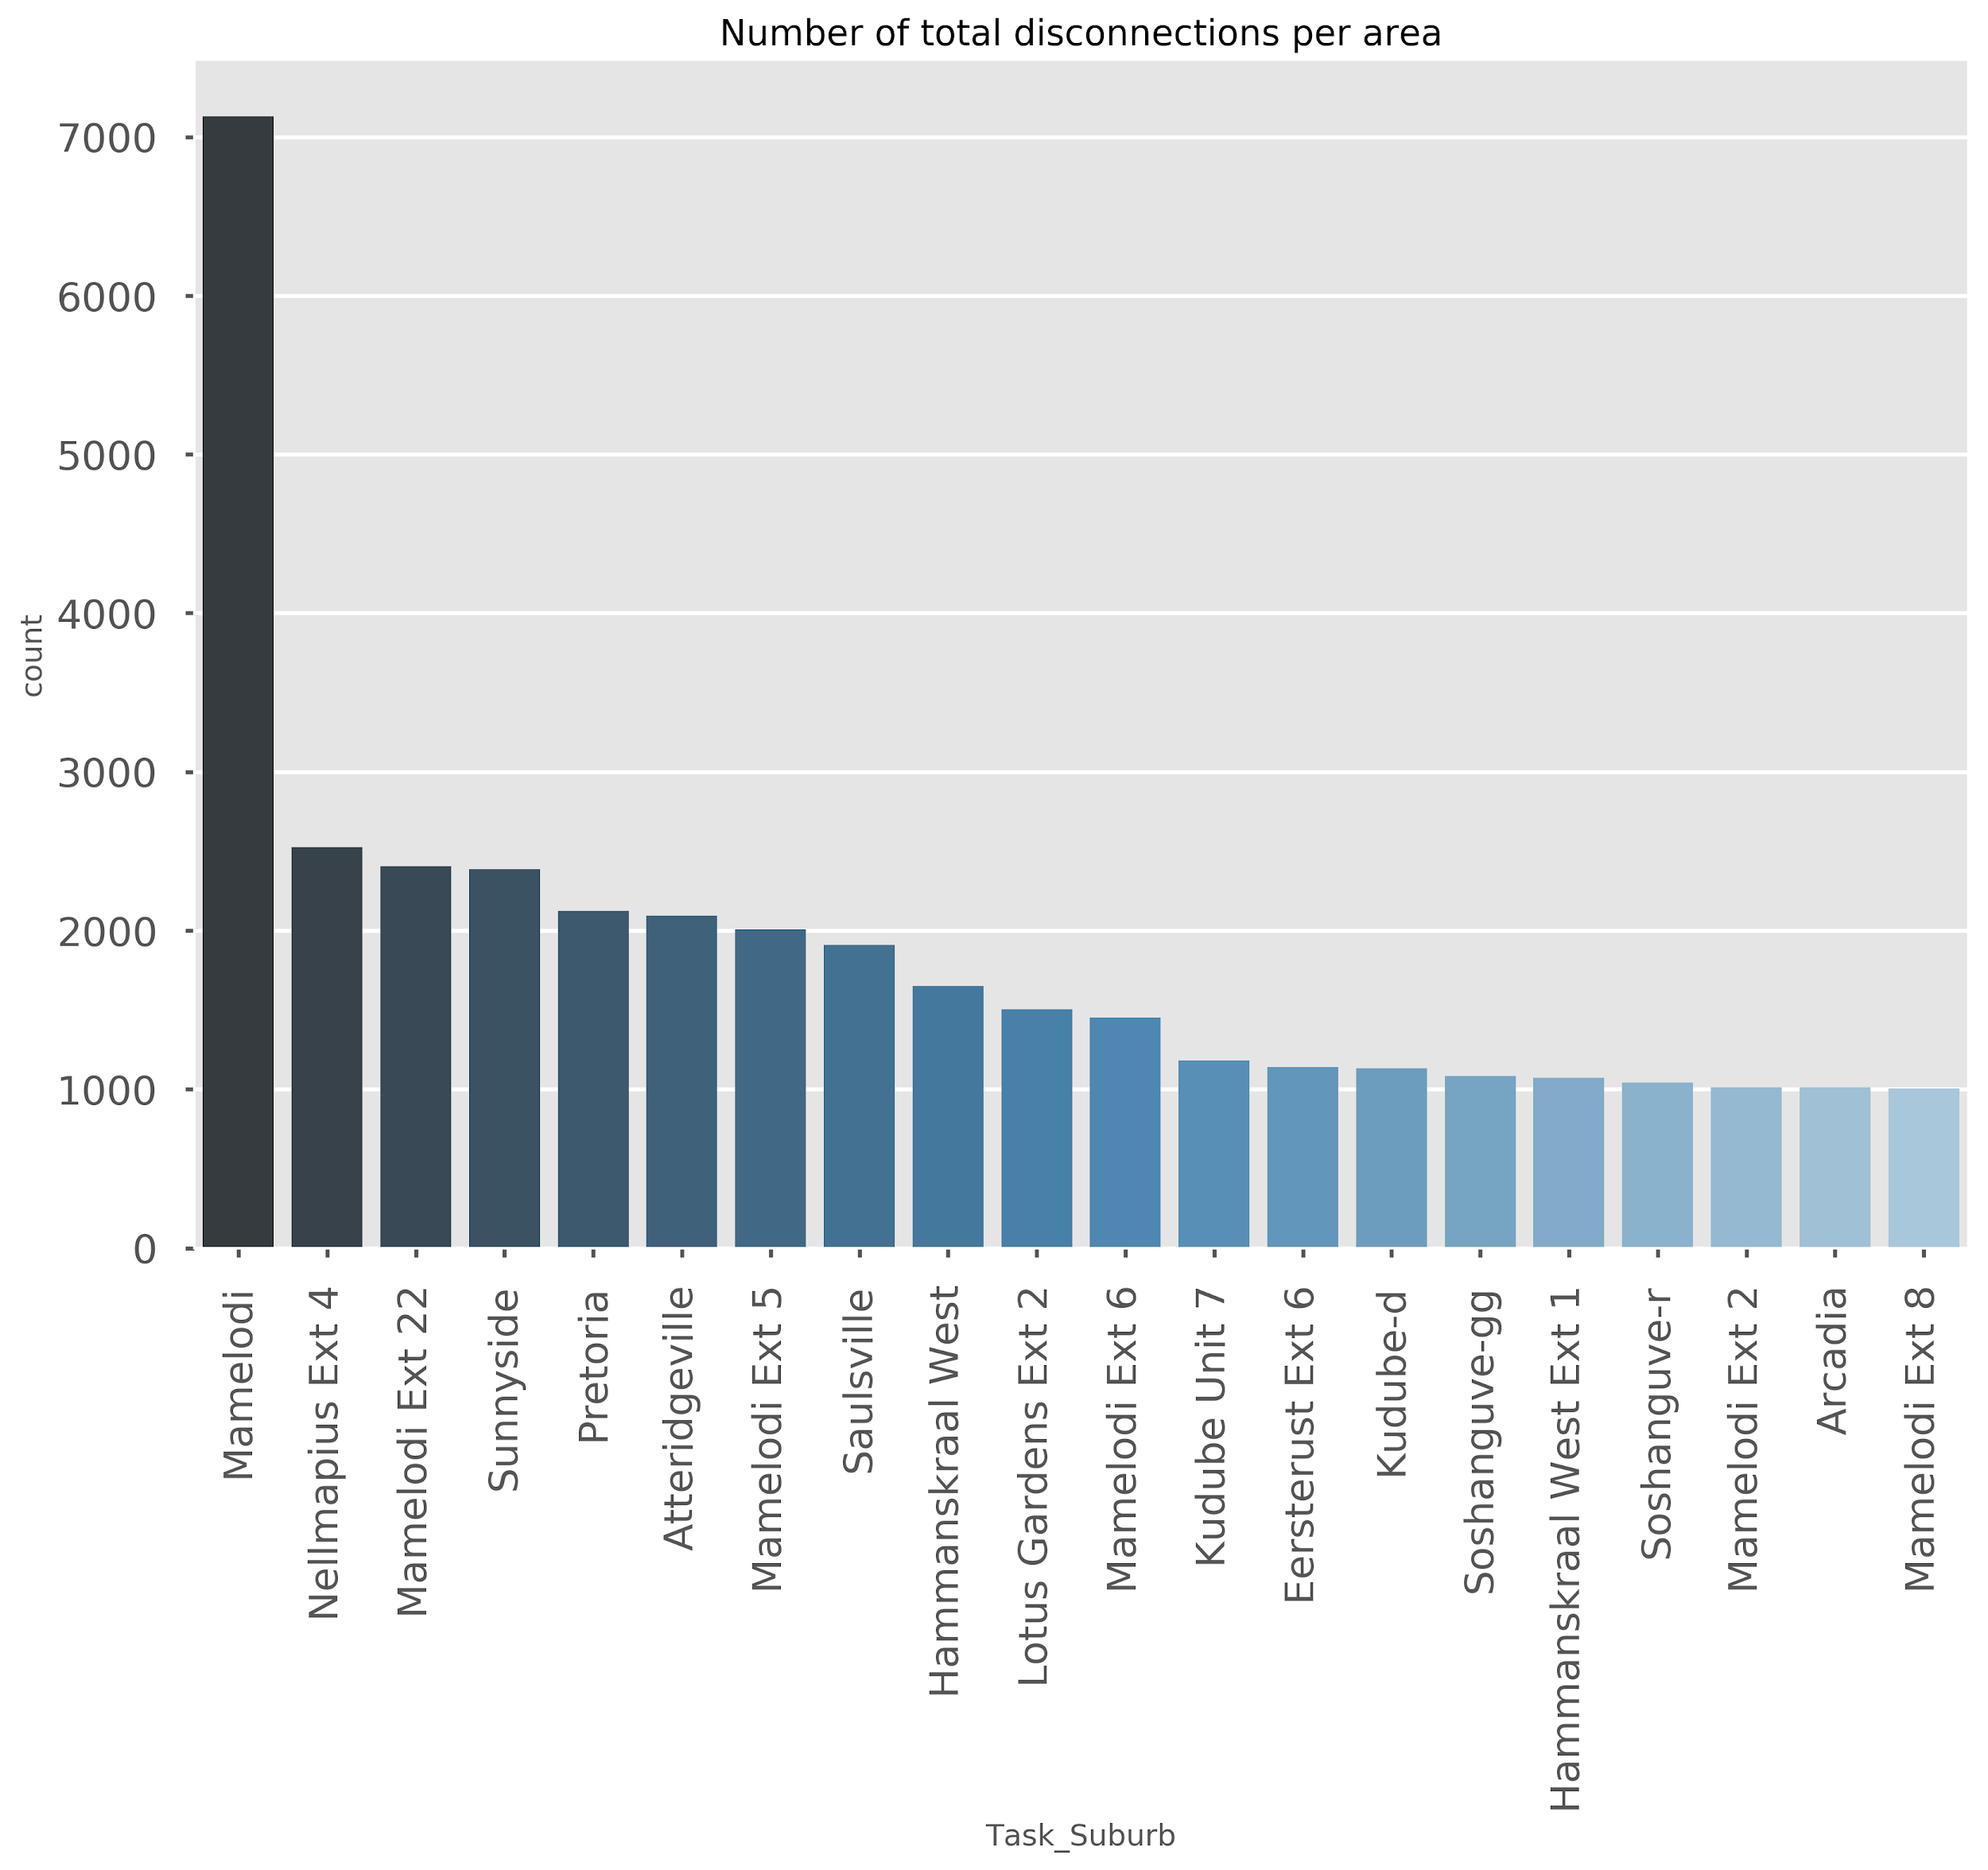 Number of total disconnections per area
count
7000
6000
5000
4000
3000
2000
1000
0
Mamelodi
Nellmapius Ext 4
Mamelodi Ext 22
Sunnyside
Pretoria
Atteridgeville
Mamelodi Ext 5
Saulsville
Hammanskraal West
Lotus Gardens Ext 2
Mamelodi Ext 6
Kudube Unit 7
Eersterust Ext 6
Kudube-d
Soshanguve-gg
Hammanskraal West Ext 1
Soshanguve-r
Mamelodi Ext 2
Arcadia
Mamelodi Ext 8
Task_Suburb